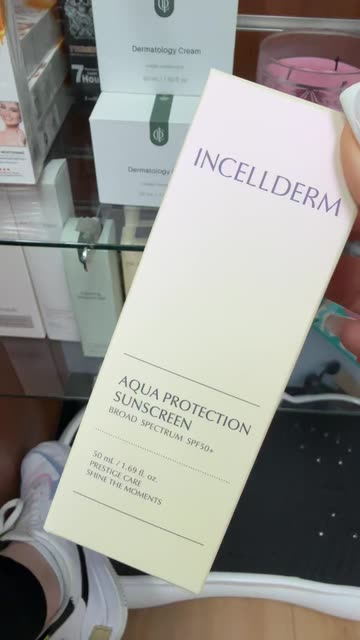 Dermatology Cream
Dermatology
7
INCELLDERM
AQUA PROTECTION
SUNSCREEN
BROAD SPECTRUM SPF50+
50 mL / 1.69 fl. oz.
PRESTIGE CARE
SHINE THE MOMENTS